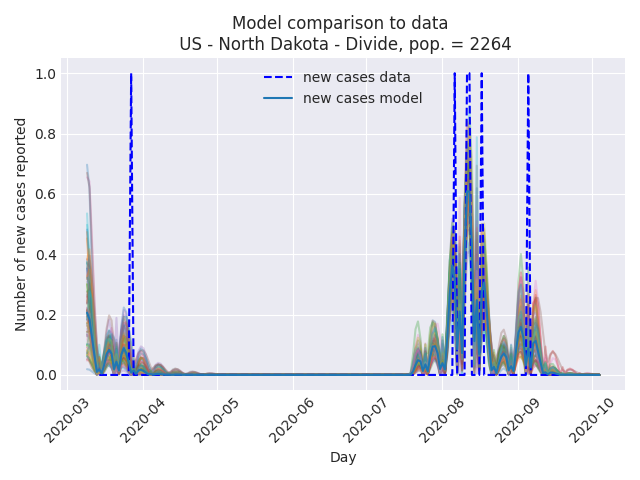 Model comparison to data
US - North Dakota - Divide, pop. = 2264
new cases data
new cases model
Number of new cases reported
1.0
0.8
0.6
0.4
0.2
0.0
2020-03
2020-04
2020-05
2020-06
2020-07
2020-08
2020-09
2020-10
Day